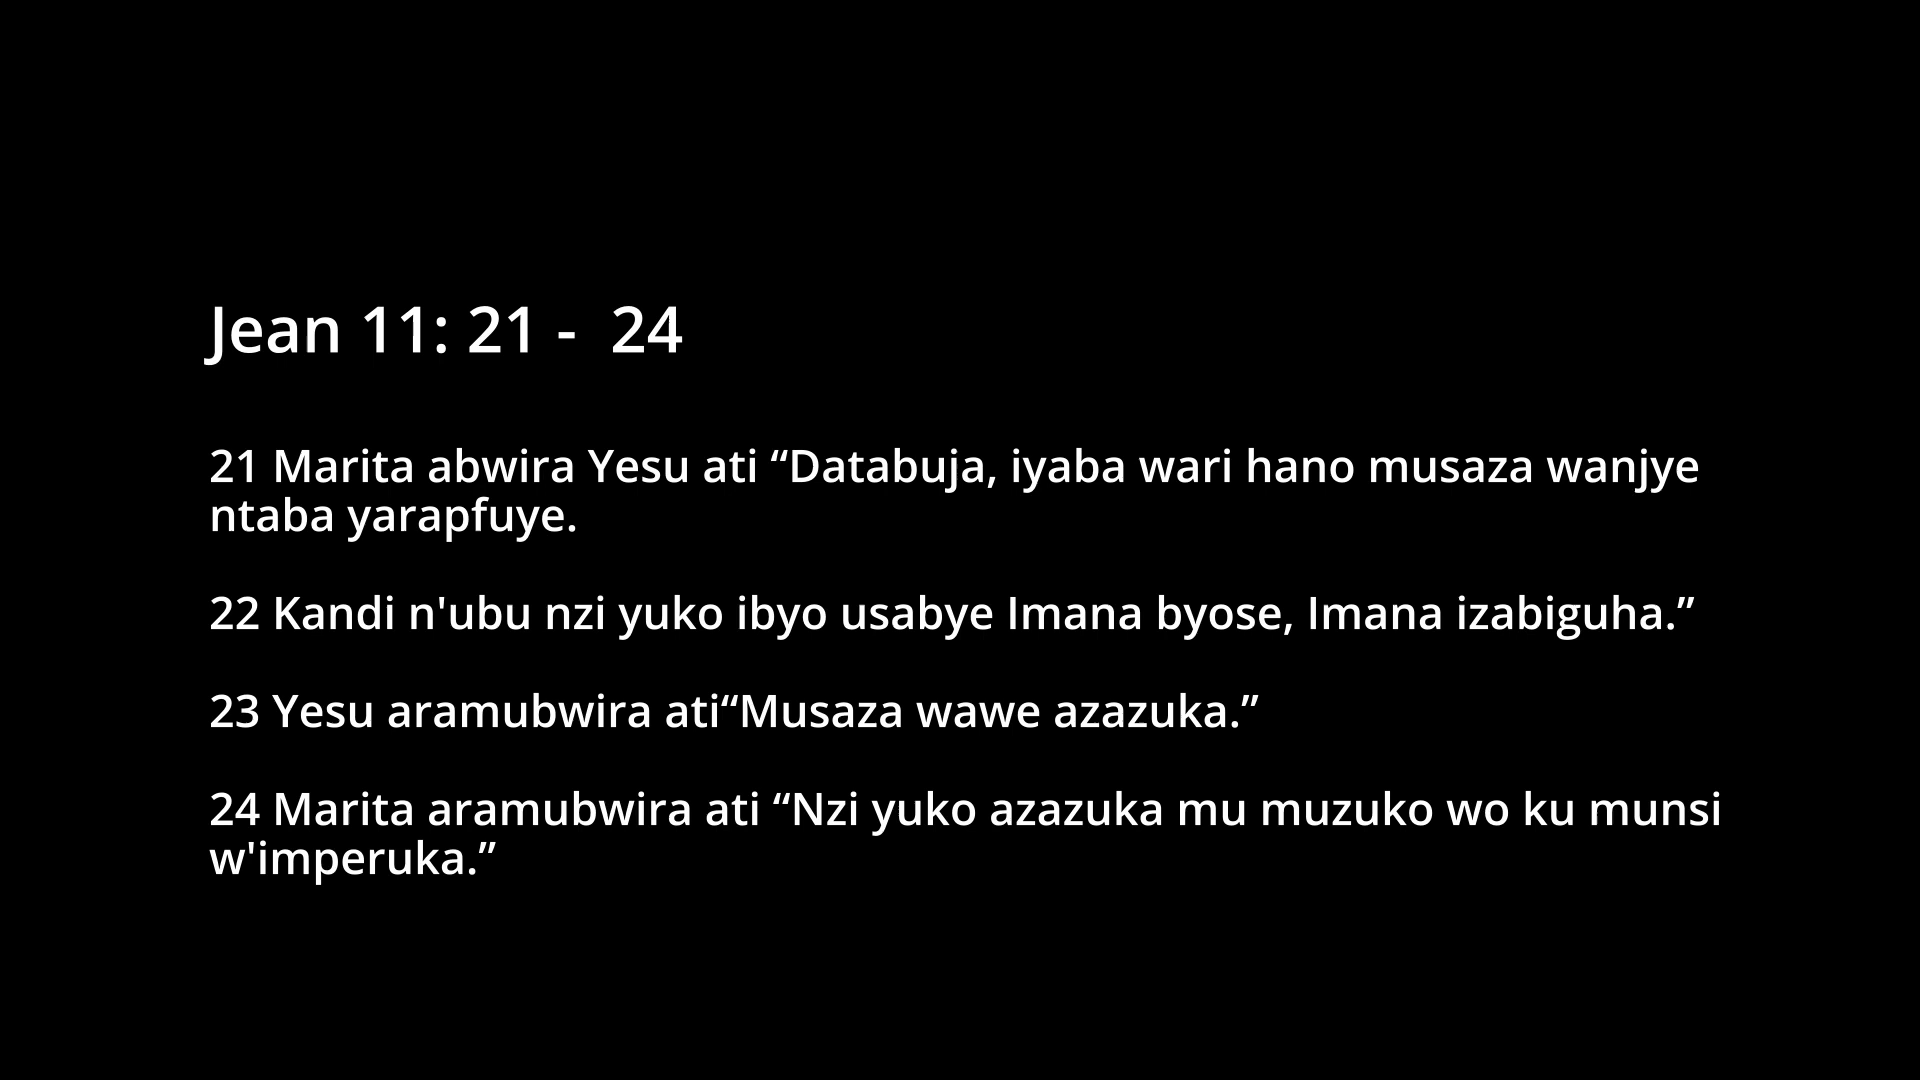 Jean 11: 21 -  24
21 Marita abwira Yesu ati “Databuja, iyaba wari hano musaza wanjye
ntaba yarapfuye.
22 Kandi n'ubu nzi yuko ibyo usabye Imana byose, Imana izabiguha.”
23 Yesu aramubwira ati“Musaza wawe azazuka.”
24 Marita aramubwira ati “Nzi yuko azazuka mu muzuko wo ku munsi
w'imperuka.”